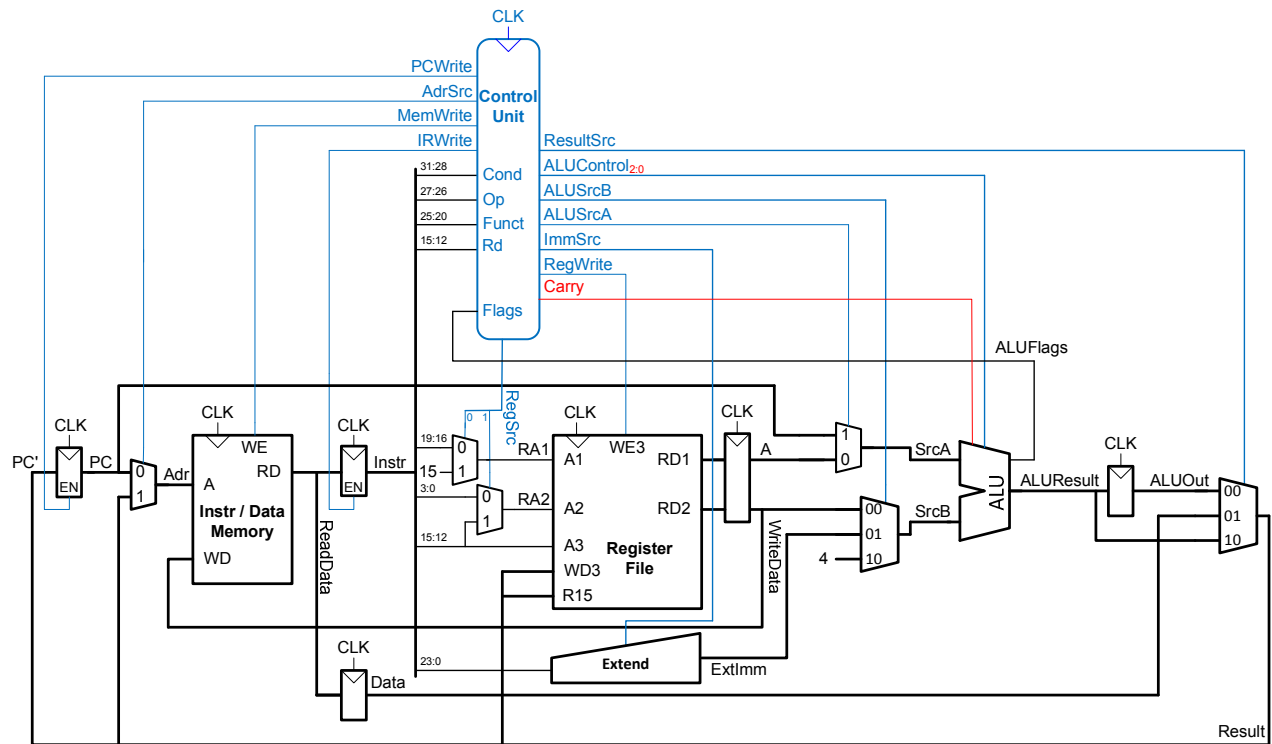 CLK
PCWrite
AdrSrc
MemWrite
IRWrite
Control
Unit
ResultSrc
ALUControl2:0
ALUSrcB
ALUSrcA
ImmSrc
RegWrite
Carry
31:28 Cond
27:26 Op
25:20 Funct
15:12 Rd
Flags
ALUFlags
RegSrc
0 1
CLK
PC'
EN
PC
0
1
Adr
CLK
WE
RD
A
Instr / Data
Memory
WD
ReadData
CLK
EN
Instr
19:16
0
15
1
RA1
3:0
0
1
RA2
15:12
CLK
WE3
A1
RD1
A2
RD2
A3
Register
File
WD3
R15
CLK
A
WriteData
1
0
SrcA
00
01
4
10
SrcB
ALU
ALUResult
CLK
ALUOut
00
01
10
23:0
Extend
ExtImm
CLK
Data
Result